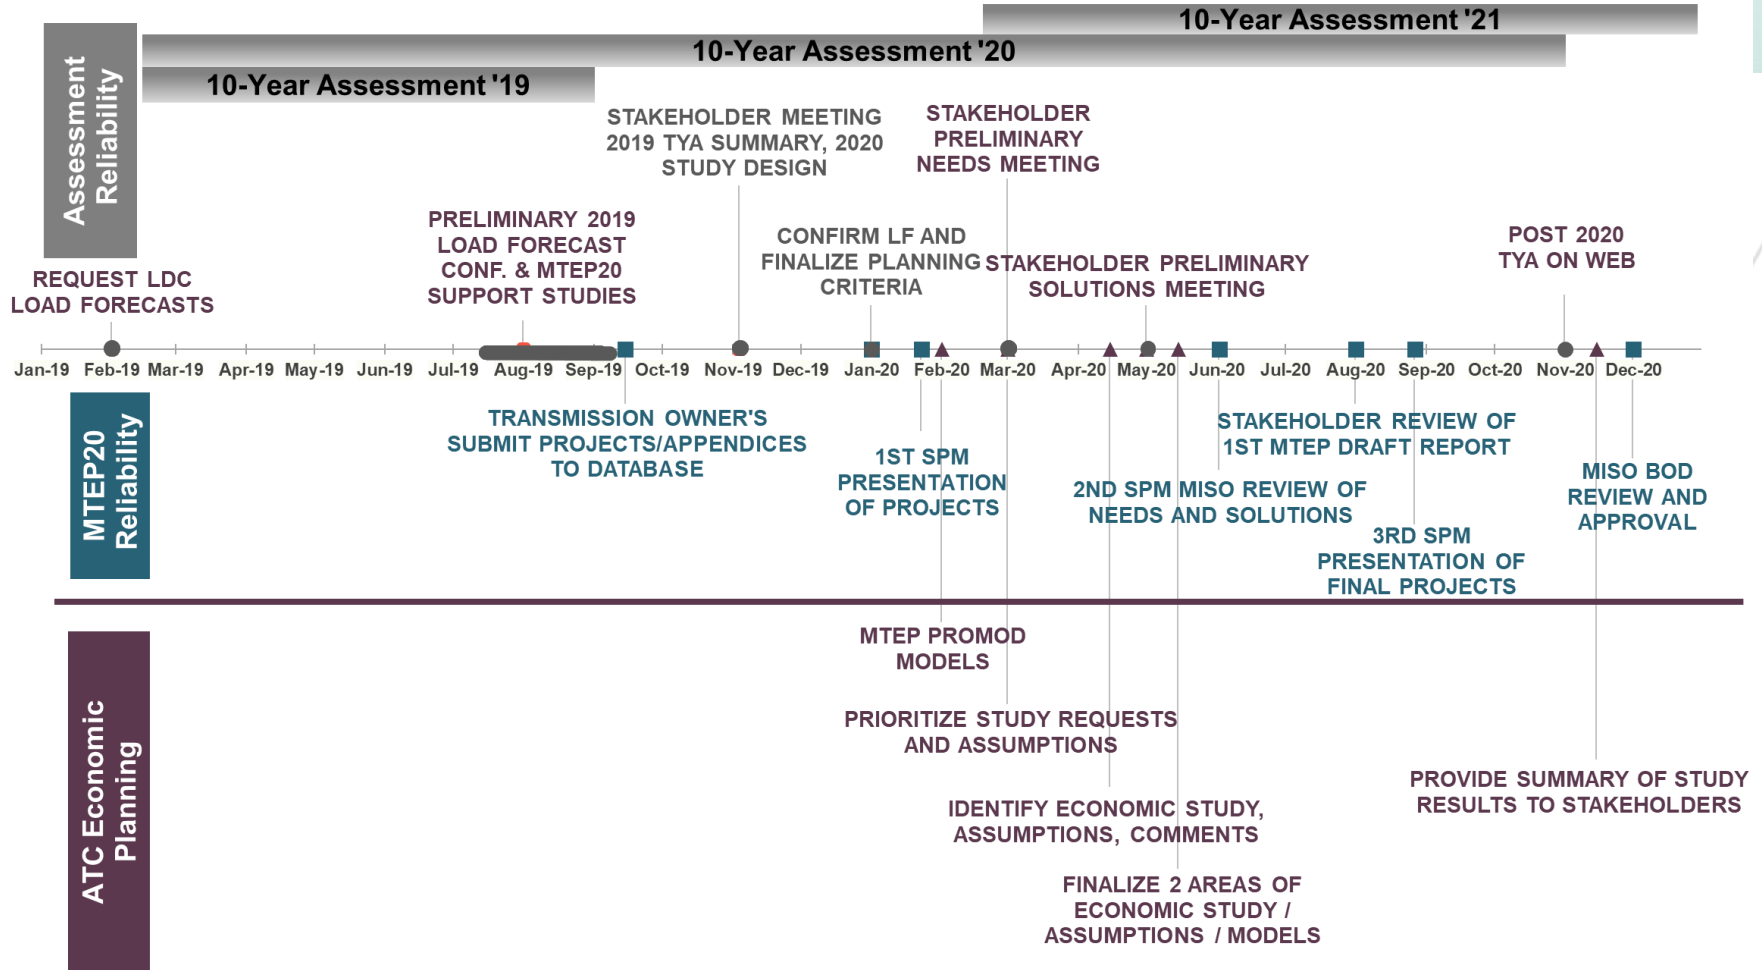 10-Year Assessment '21
10-Year Assessment '20
10-Year Assessment '19
Assessment
Reliability
STAKEHOLDER MEETING
2019 TYA SUMMARY, 2020
STUDY DESIGN
STAKEHOLDER
PRELIMINARY
NEEDS MEETING
PRELIMINARY 2019
LOAD FORECAST
CONF. & MTEP20
SUPPORT STUDIES
CONFIRM LF AND
FINALIZE PLANNING
CRITERIA
STAKEHOLDER PRELIMINARY
SOLUTIONS MEETING
POST 2020
TYA ON WEB
REQUEST LDC
LOAD FORECASTS
Jan-19 Feb-19 Mar-19 Apr-19 May-19 Jun-19 Jul-19 Aug-19 Sep-19 Oct-19 Nov-19 Dec-19 Jan-20 Feb-20 Mar-20 Apr-20 May-20 Jun-20 Jul-20 Aug-20 Sep-20 Oct-20 Nov-20 Dec-20
MTEP20
Reliability
TRANSMISSION OWNER'S
SUBMIT PROJECTS/APPENDICES
TO DATABASE
1ST SPM
PRESENTATION
OF PROJECTS
2ND SPM MISO REVIEW OF
NEEDS AND SOLUTIONS
STAKEHOLDER REVIEW OF
1ST MTEP DRAFT REPORT
3RD SPM
PRESENTATION OF
FINAL PROJECTS
MISO BOD
REVIEW AND
APPROVAL
ATC Economic
Planning
MTEP PROMOD
MODELS
PRIORITIZE STUDY REQUESTS
AND ASSUMPTIONS
IDENTIFY ECONOMIC STUDY,
ASSUMPTIONS, COMMENTS
FINALIZE 2 AREAS OF
ECONOMIC STUDY /
ASSUMPTIONS / MODELS
PROVIDE SUMMARY OF STUDY
RESULTS TO STAKEHOLDERS